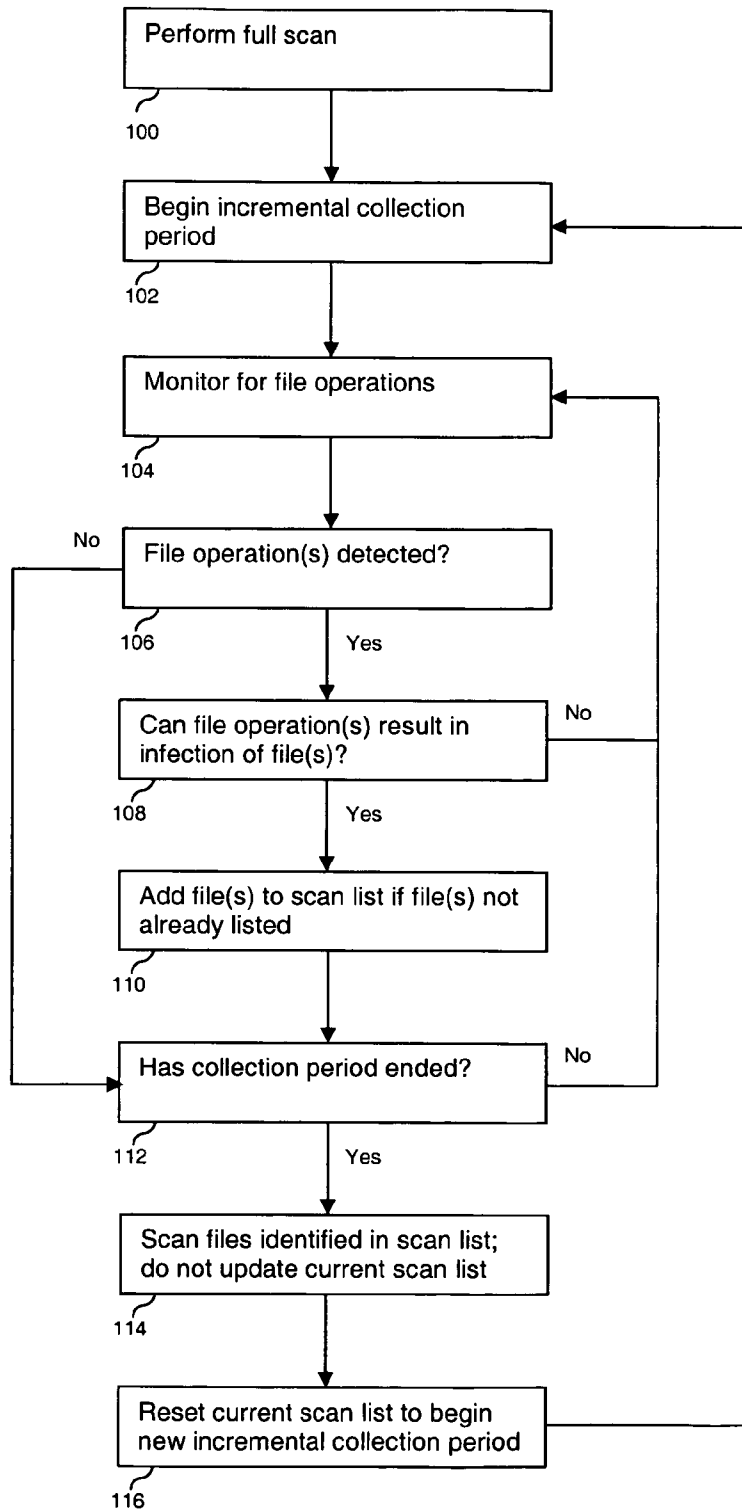 Perform full scan
100
Begin incremental collection
period
102
Monitor for file operations
104
No
File operation(s) detected?
106
Yes
Can file operation(s) result in
infection of file(s)?
No
108
Yes
Add file(s) to scan list if file(s) not
already listed
110
Has collection period ended?
No
112
Yes
Scan files identified in scan list;
do not update current scan list
114
Reset current scan list to begin
new incremental collection period
116